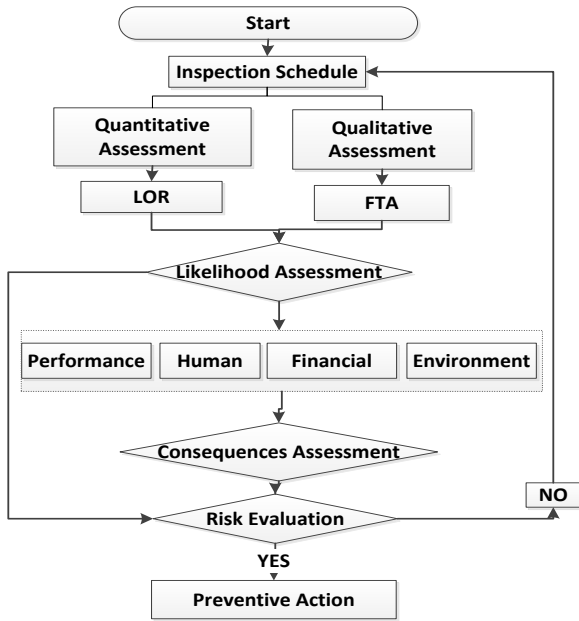 Start
Inspection Schedule
Quantitative
Assessment
Qualitative
Assessment
LOR
FTA
Likelihood Assessment
Performance
Human
Financial
Environment
Consequences Assessment
NO
Risk Evaluation
YES
Preventive Action